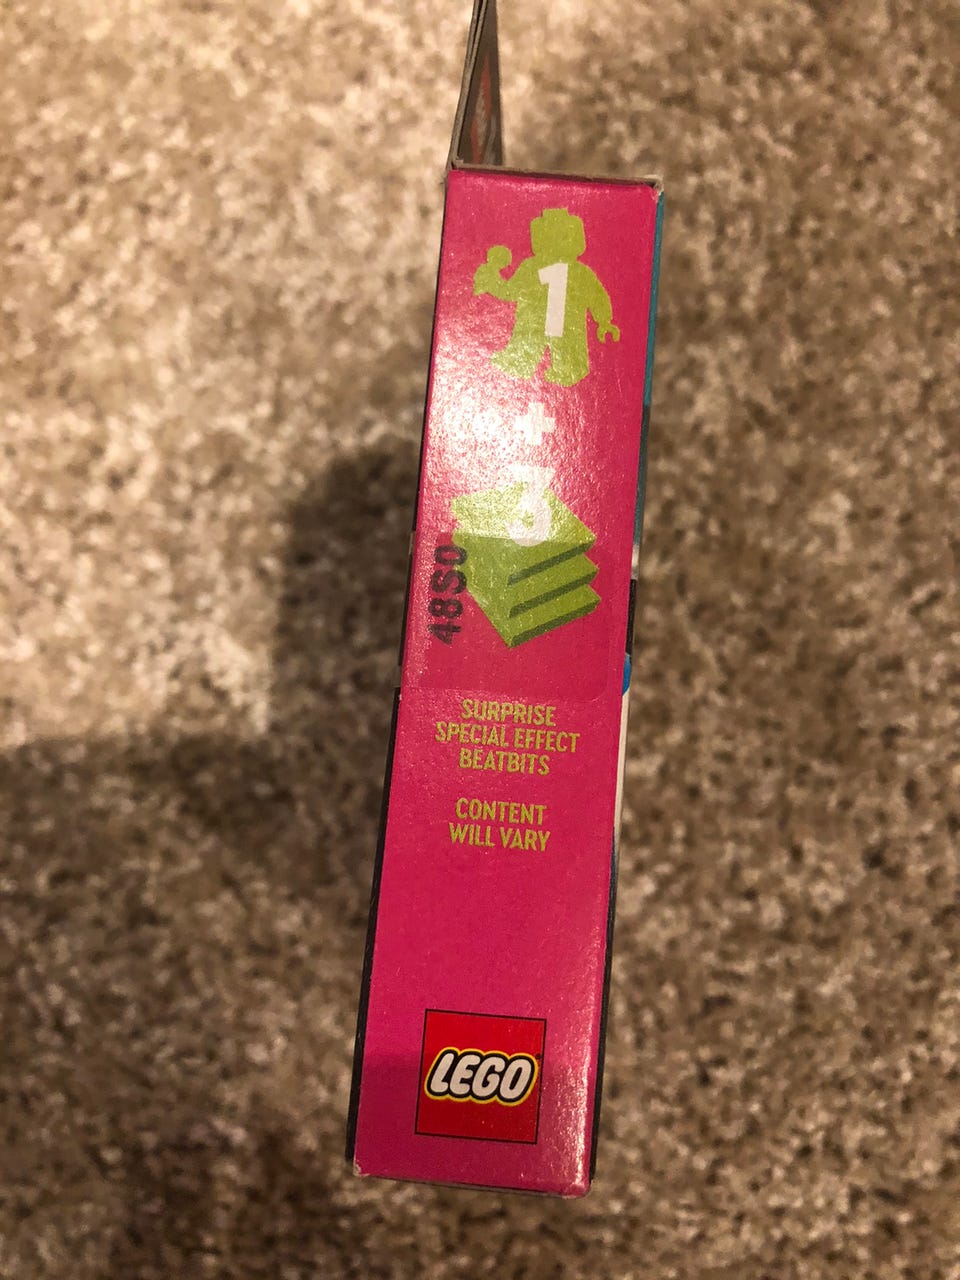 1
+
3
48S0
SURPRISE
SPECIAL EFFECT
BEATBITS
CONTENT
WILL VARY
LEGO